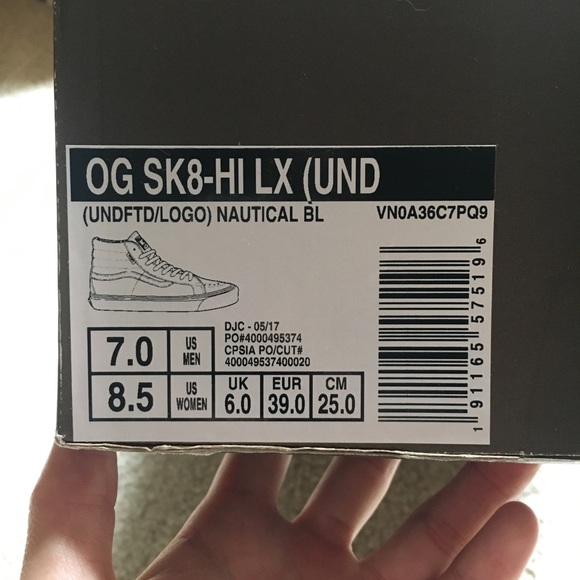 OG SK8-HI LX (UND
(UNDFTD/LOGO) NAUTICAL BL VN0A36C7PQ9
DJC - 05/17
PO#4000495374
CPSIA PO/CUT#
400049537400020
7.0 US MEN
8.5 US WOMEN UK 6.0 EUR 39.0 CM 25.0
1 91165 57519 6